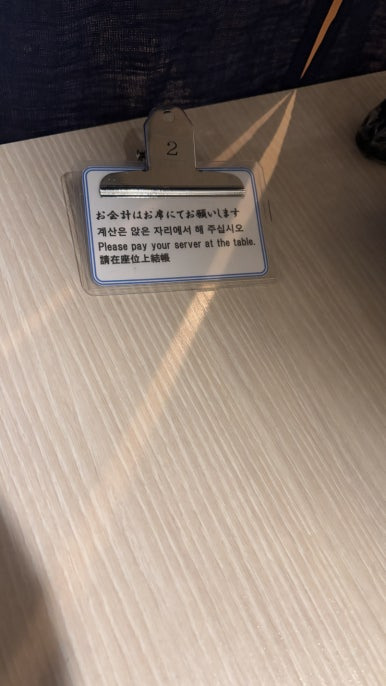 2
お会計はお席にてお願いします
계산은 앉은 자리에서 해 주십시오
Please pay your server at the table.
請在座位上結帳